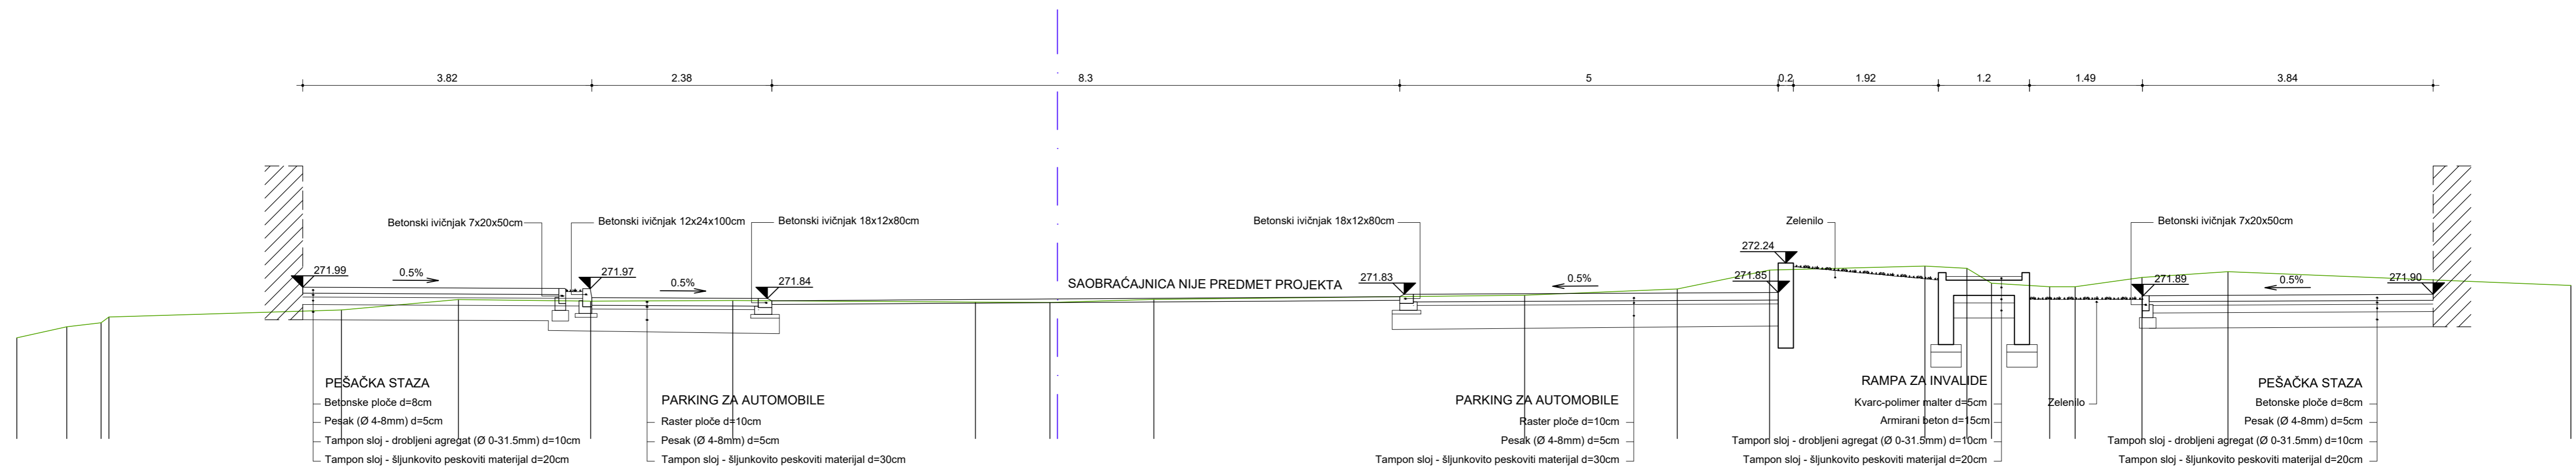 3.82 2.38 8.3 5 0.2 1.92 1.2 1.49 3.84
Betonski ivičnjak 7x20x50cm
Betonski ivičnjak 12x24x100cm
Betonski ivičnjak 18x12x80cm
Betonski ivičnjak 18x12x80cm
Zelenilo
Betonski ivičnjak 7x20x50cm
271.99
0.5%
271.97
0.5%
271.84
SAOBRAĆAJNICA NIJE PREDMET PROJEKTA
271.83
0.5%
272.24
271.85
271.89
0.5%
271.90
PEŠAČKA STAZA
Betonske ploče d=8cm
Pesak (Ø 4-8mm) d=5cm
Tampon sloj - drobljeni agregat (Ø 0-31.5mm) d=10cm
Tampon sloj - šljunkovito peskoviti materijal d=20cm
PARKING ZA AUTOMOBILE
Raster ploče d=10cm
Pesak (Ø 4-8mm) d=5cm
Tampon sloj - šljunkovito peskoviti materijal d=30cm
PARKING ZA AUTOMOBILE
Raster ploče d=10cm
Pesak (Ø 4-8mm) d=5cm
Tampon sloj - šljunkovito peskoviti materijal d=30cm
RAMPA ZA INVALIDE
Kvarc-polimer malter d=5cm
Armirani beton d=15cm
Tampon sloj - drobljeni agregat (Ø 0-31.5mm) d=10cm
Tampon sloj - šljunkovito peskoviti materijal d=20cm
Zelenilo
PEŠAČKA STAZA
Betonske ploče d=8cm
Pesak (Ø 4-8mm) d=5cm
Tampon sloj - drobljeni agregat (Ø 0-31.5mm) d=10cm
Tampon sloj - šljunkovito peskoviti materijal d=20cm